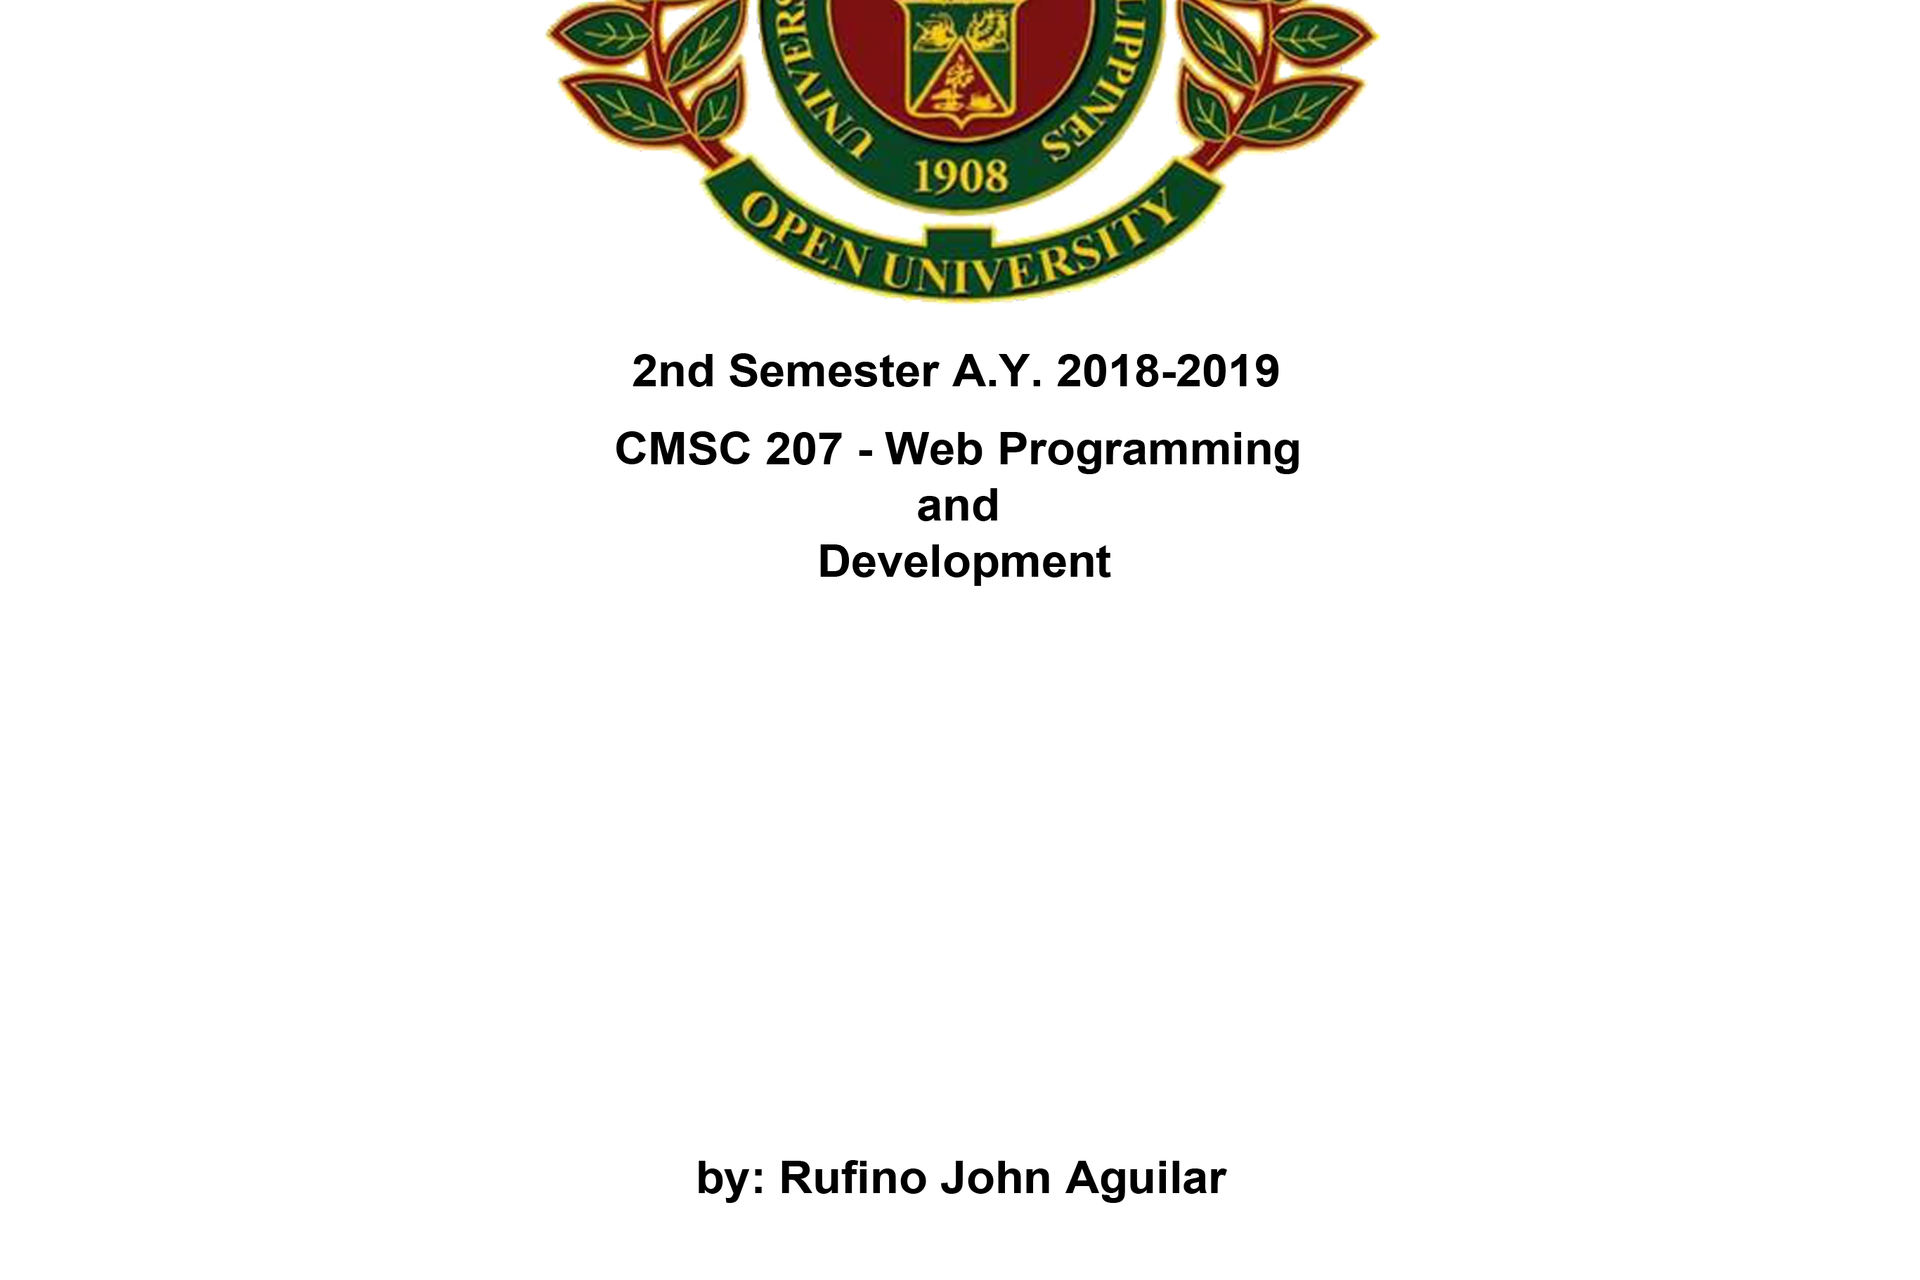 UNIVERS
LIPPINES
1908
OPEN UNIVERSITY
2nd Semester A.Y. 2018-2019
CMSC 207 - Web Programming
and
Development
by: Rufino John Aguilar